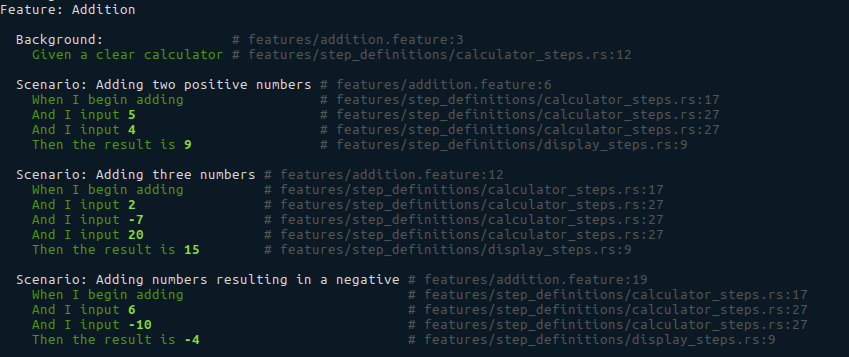 Feature: Addition
Background: # features/addition.feature:3
Given a clear calculator # features/step_definitions/calculator_steps.rs:12
Scenario: Adding two positive numbers # features/addition.feature:6
When I begin adding # features/step_definitions/calculator_steps.rs:17
And I input 5 # features/step_definitions/calculator_steps.rs:27
And I input 4 # features/step_definitions/calculator_steps.rs:27
Then the result is 9 # features/step_definitions/display_steps.rs:9
Scenario: Adding three numbers # features/addition.feature:12
When I begin adding # features/step_definitions/calculator_steps.rs:17
And I input 2 # features/step_definitions/calculator_steps.rs:27
And I input -7 # features/step_definitions/calculator_steps.rs:27
And I input 20 # features/step_definitions/calculator_steps.rs:27
Then the result is 15 # features/step_definitions/display_steps.rs:9
Scenario: Adding numbers resulting in a negative # features/addition.feature:19
When I begin adding # features/step_definitions/calculator_steps.rs:17
And I input 6 # features/step_definitions/calculator_steps.rs:27
And I input -10 # features/step_definitions/calculator_steps.rs:27
Then the result is -4 # features/step_definitions/display_steps.rs:9